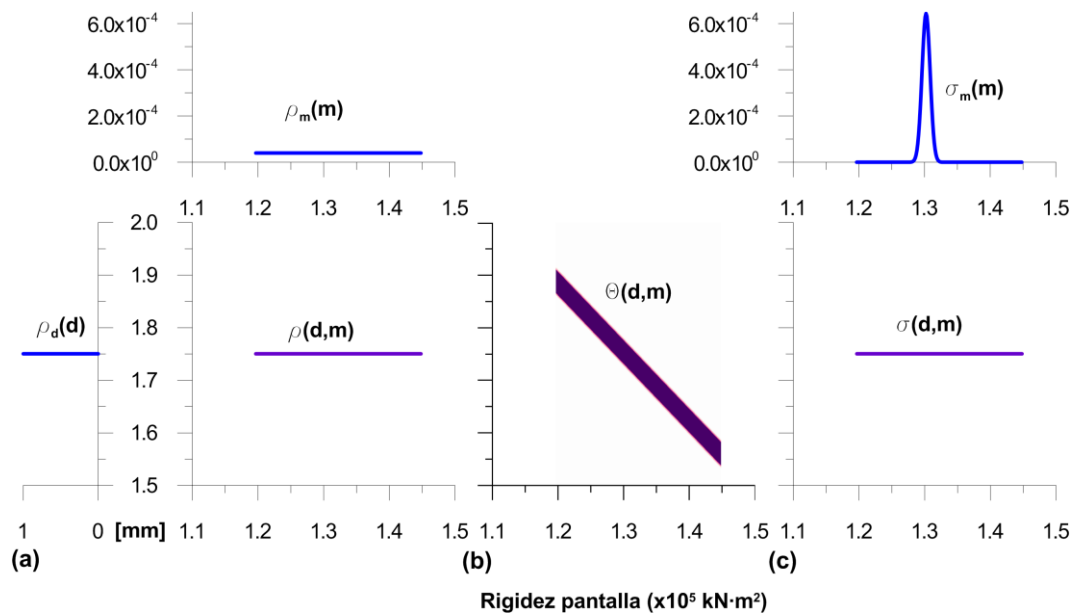 6.0x10⁻⁴
4.0x10⁻⁴
2.0x10⁻⁴
0.0x10⁰
ρₘ(m)
1.1 1.2 1.3 1.4 1.5
6.0x10⁻⁴
4.0x10⁻⁴
2.0x10⁻⁴
0.0x10⁰
σₘ(m)
1.1 1.2 1.3 1.4 1.5
2.0
1.9
1.8
1.7
1.6
1.5
ρd(d)
ρ(d,m)
Θ(d,m)
σ(d,m)
1 0 [mm] 1.1 1.2 1.3 1.4 1.5
1.1 1.2 1.3 1.4 1.5
1.1 1.2 1.3 1.4 1.5
(a) (b) (c)
Rigidez pantalla (x10⁵ kN·m²)